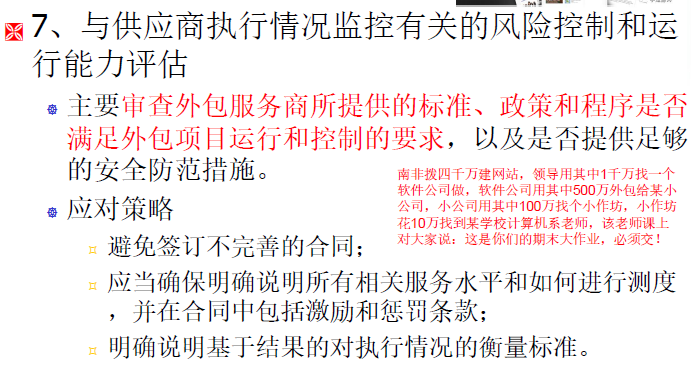 7、与供应商执行情况监控有关的风险控制和运
行能力评估
主要审查外包服务商所提供的标准、政策和程序是否
满足外包项目运行和控制的要求，以及是否提供足够
的安全防范措施。
南非拨四千万建网站，领导用其中1千万找一个
软件公司做，软件公司用其中500万外包给某小
公司，小公司用其中100万找个小作坊，小作坊
花10万找到某学校计算机系老师，该老师课上
对大家说：这是你们的期末大作业，必须交！
应对策略
避免签订不完善的合同；
应当确保明确说明所有相关服务水平和如何进行测度
，并在合同中包括激励和惩罚条款；
明确说明基于结果的对执行情况的衡量标准。